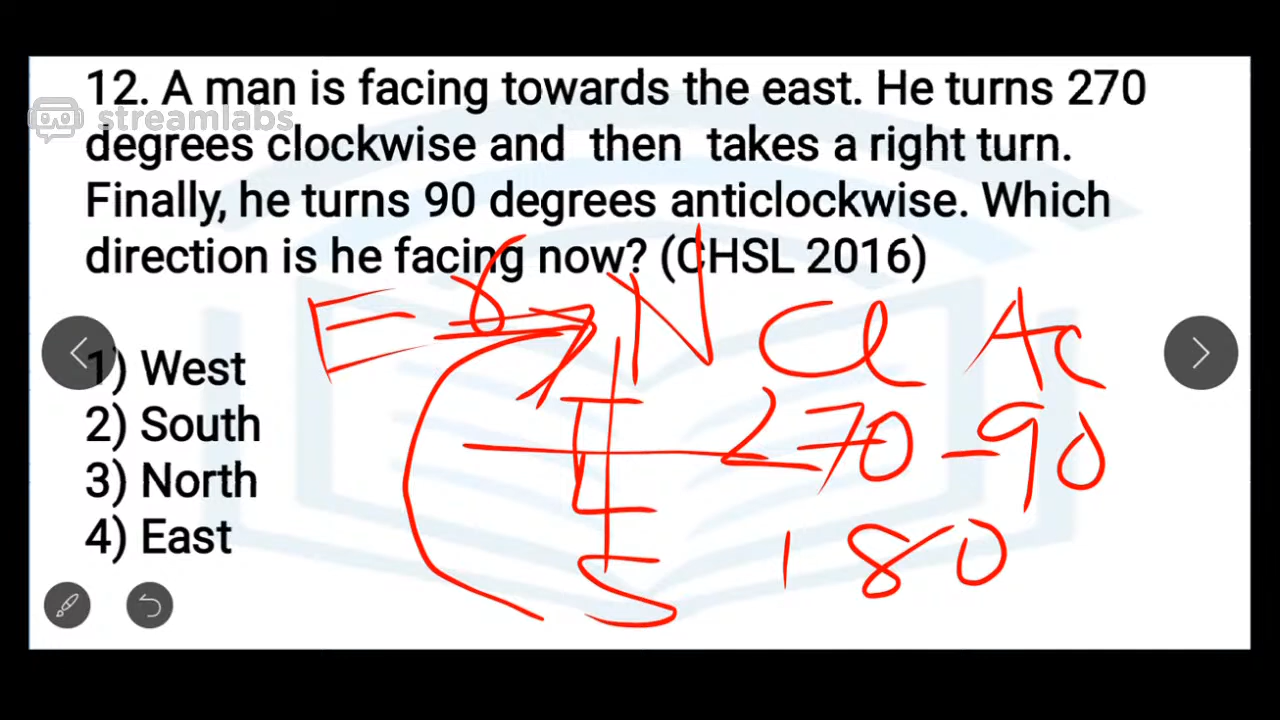 12. A man is facing towards the east. He turns 270
streamlabs
degrees clockwise and then takes a right turn.
Finally, he turns 90 degrees anticlockwise. Which
direction is he facing now? (CHSL 2016)
E N Cl Ac
1) West
270 -90
2) South
3) North
180
4) East
S